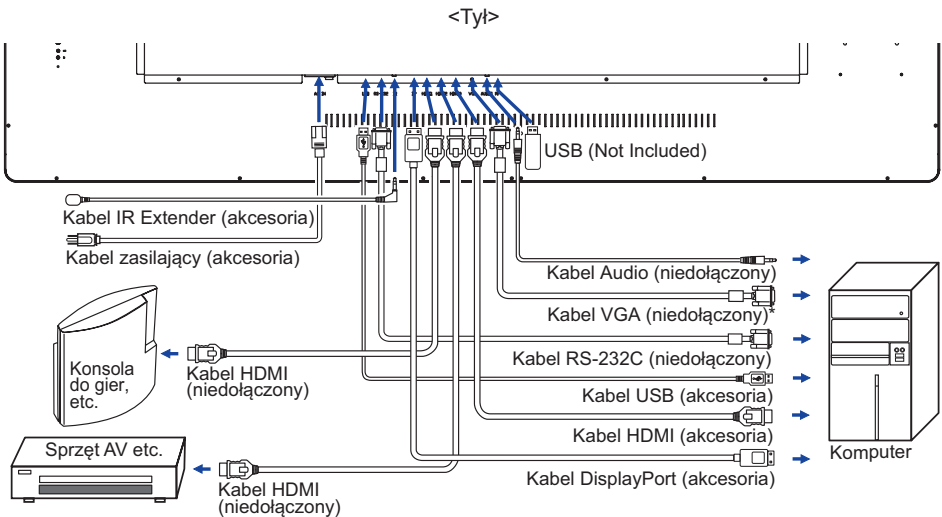 <Tył>
USB (Not Included)
Kabel IR Extender (akcesoria)
Kabel zasilający (akcesoria)
Kabel Audio (niedołączony)
Kabel VGA (niedołączony)*
Kabel RS-232C (niedołączony)
Kabel USB (akcesoria)
Kabel HDMI (akcesoria)
Kabel DisplayPort (akcesoria)
Komputer
Konsola
do gier,
etc.
Kabel HDMI
(niedołączony)
Sprzęt AV etc.
Kabel HDMI
(niedołączony)